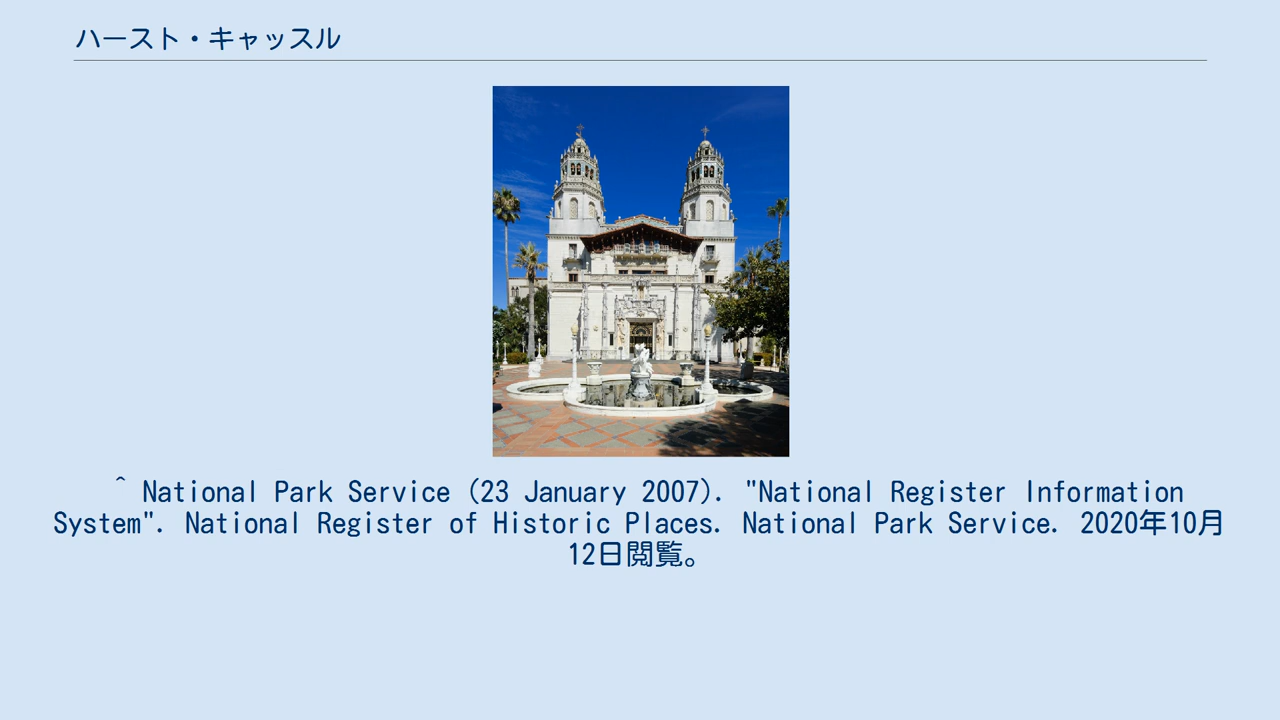 ハースト・キャッスル
^ National Park Service (23 January 2007). "National Register Information
System". National Register of Historic Places. National Park Service. 2020年10月
12日閲覧。